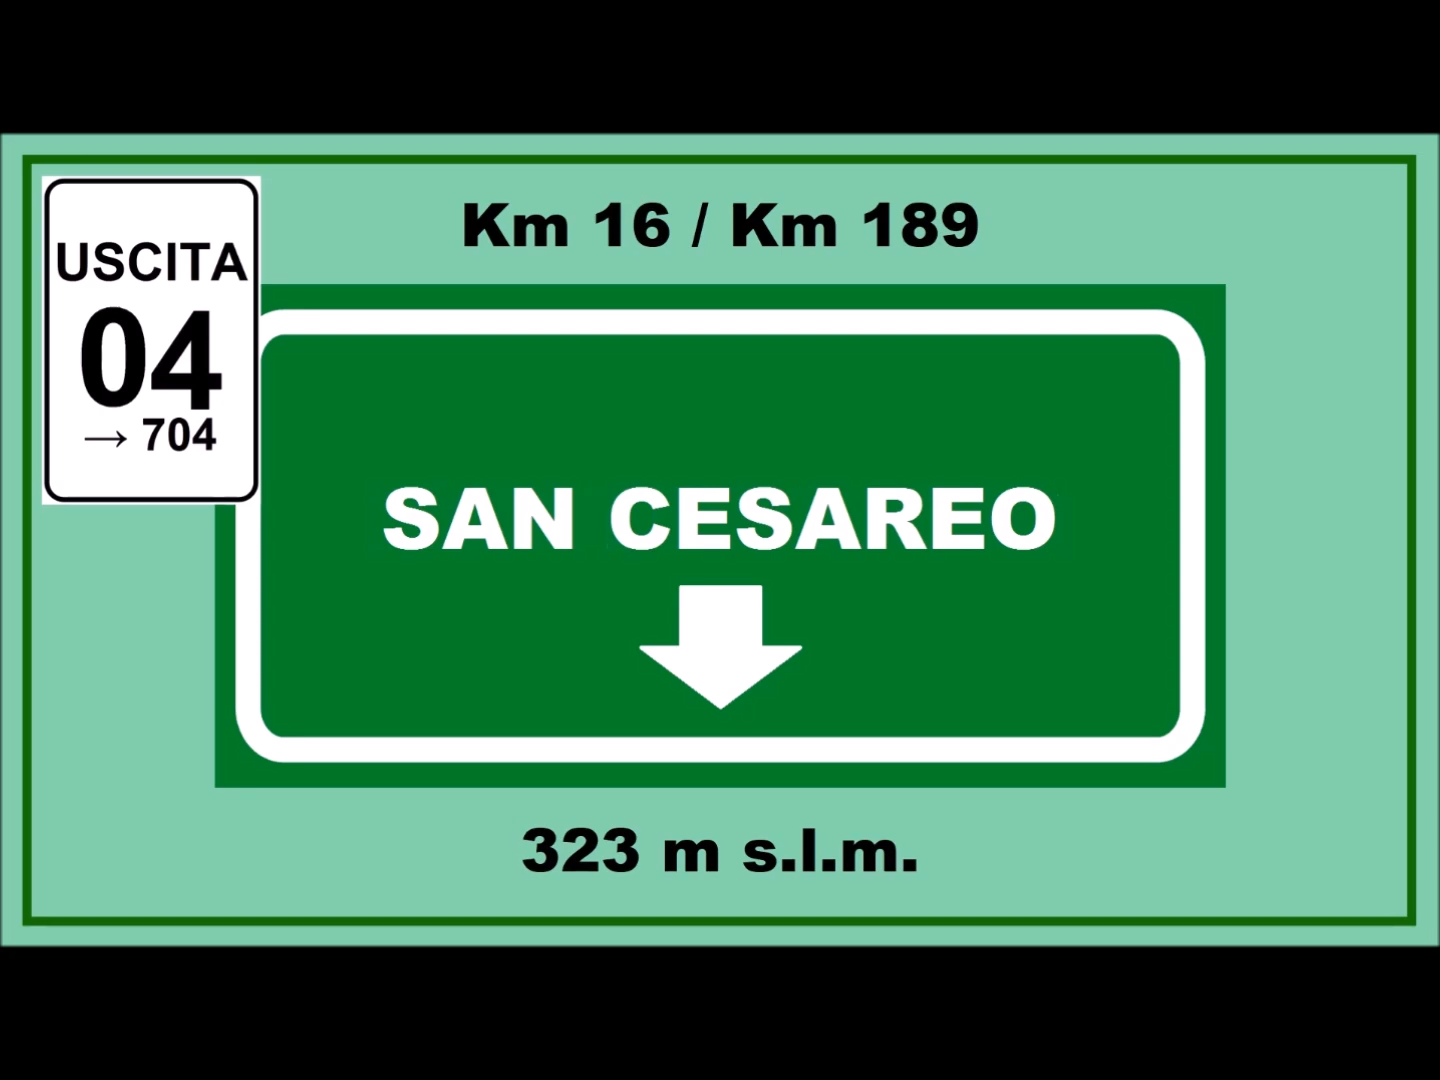 Km 16 / Km 189
USCITA
04
→ 704
SAN CESAREO
323 m s.l.m.